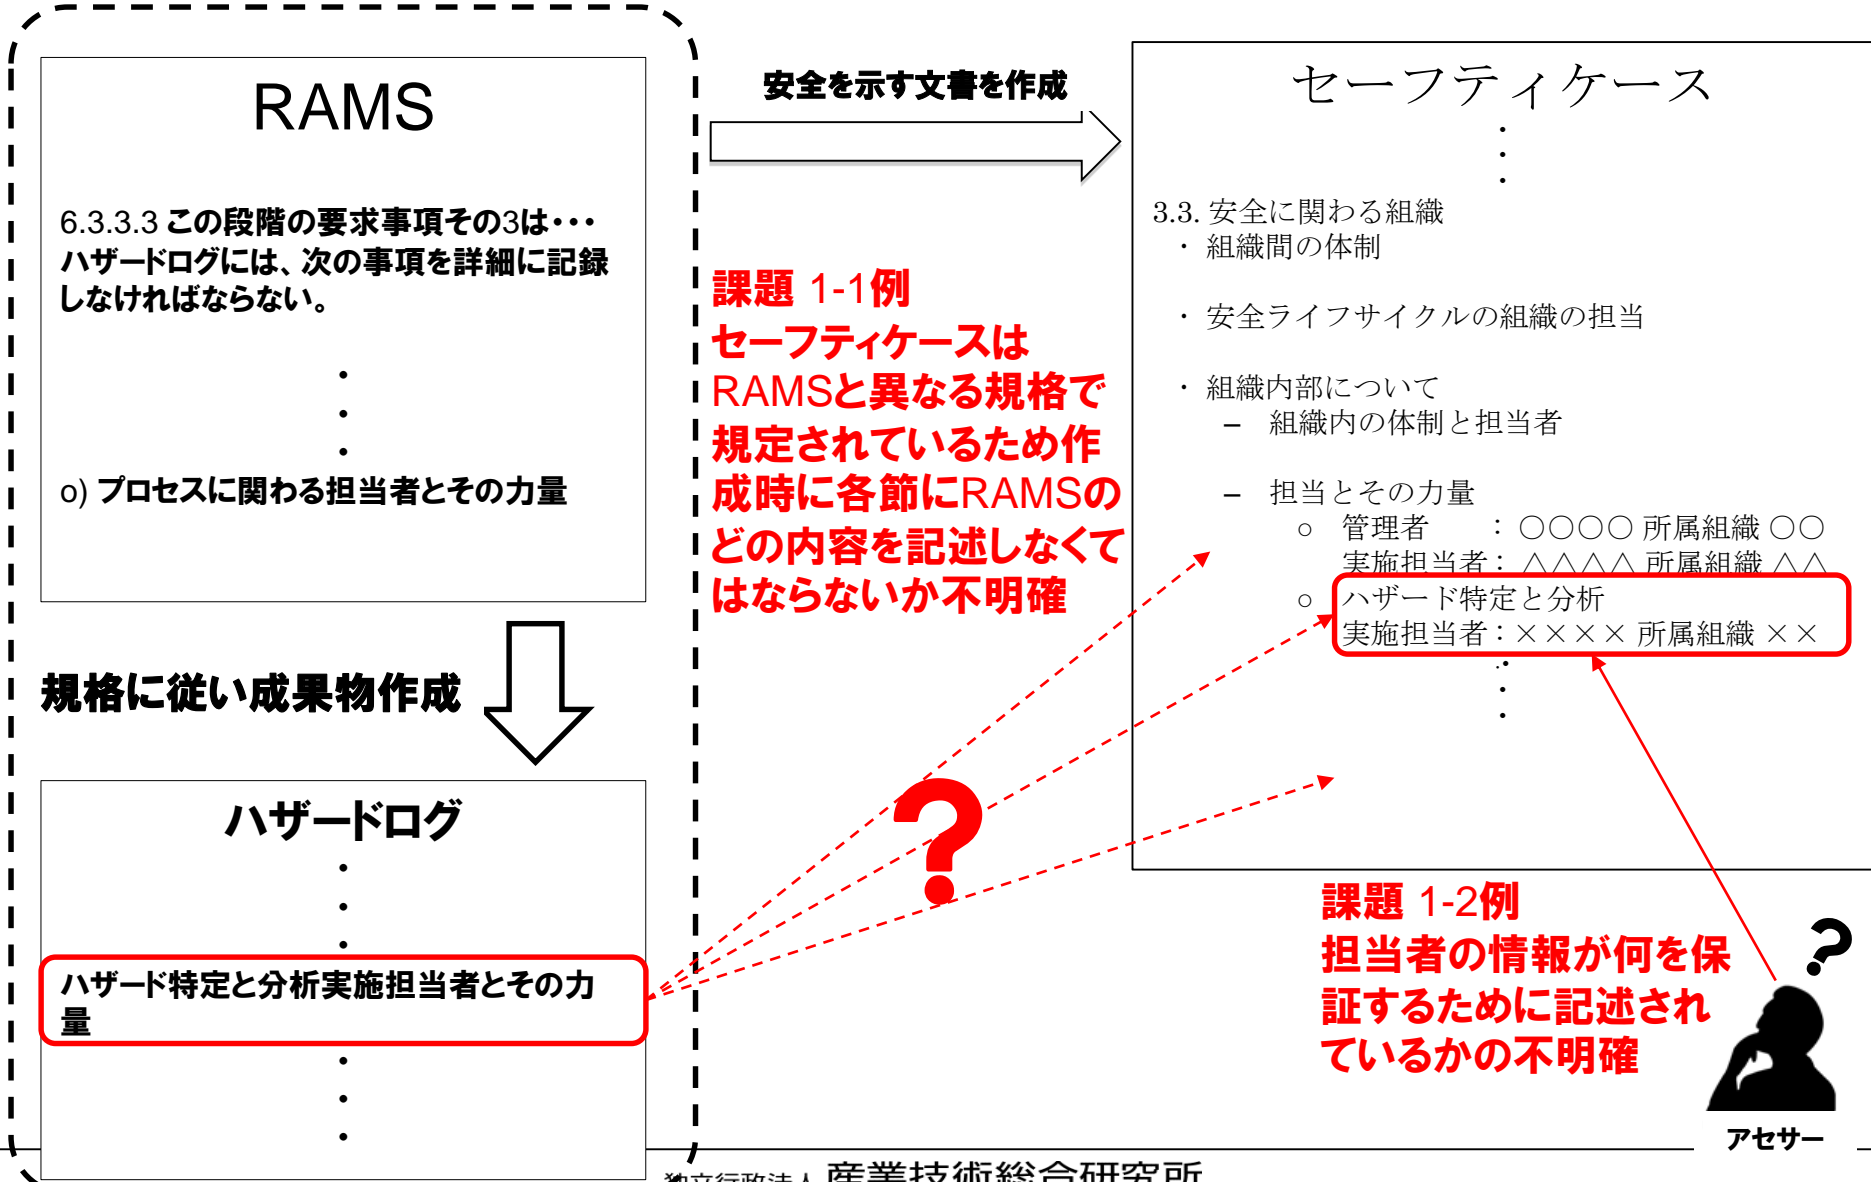 RAMS
6.3.3.3 この段階の要求事項その3は・・・
ハザードログには、次の事項を詳細に記録
しなければならない。
・
・
・
o) プロセスに関わる担当者とその力量
規格に従い成果物作成
ハザードログ
・
・
・
ハザード特定と分析実施担当者とその力
量
・
・
・
安全を示す文書を作成
課題 1-1例
セーフティケースは
RAMSと異なる規格で
規定されているため作
成時に各節にRAMSの
どの内容を記述しなくて
はならないか不明確
?
セーフティケース
・
・
・
3.3. 安全に関わる組織
・ 組織間の体制
・ 安全ライフサイクルの組織の担当
・ 組織内部について
– 組織内の体制と担当者
– 担当とその力量
○ 管理者 : ○○○○ 所属組織 ○○
実施担当者: △△△△ 所属組織 △△
○ ハザード特定と分析
実施担当者:×××× 所属組織 ××
・
・
・
課題 1-2例
担当者の情報が何を保
証するために記述され
ているかの不明確
?
アセサー
独立行政法人 産業技術総合研究所